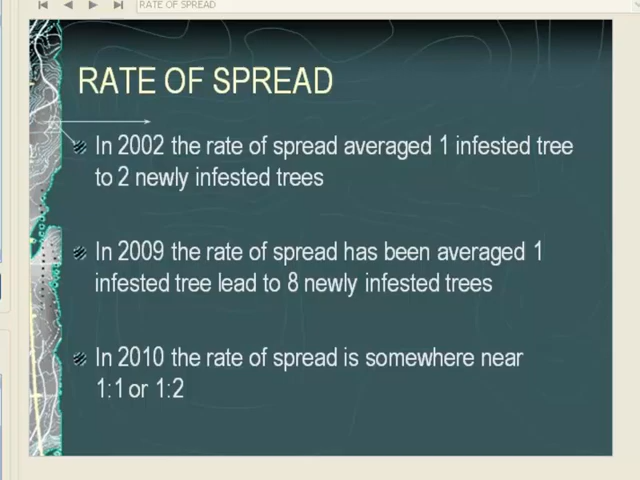 RATE OF SPREAD
RATE OF SPREAD
In 2002 the rate of spread averaged 1 infested tree
to 2 newly infested trees
In 2009 the rate of spread has been averaged 1
infested tree lead to 8 newly infested trees
In 2010 the rate of spread is somewhere near
1:1 or 1:2